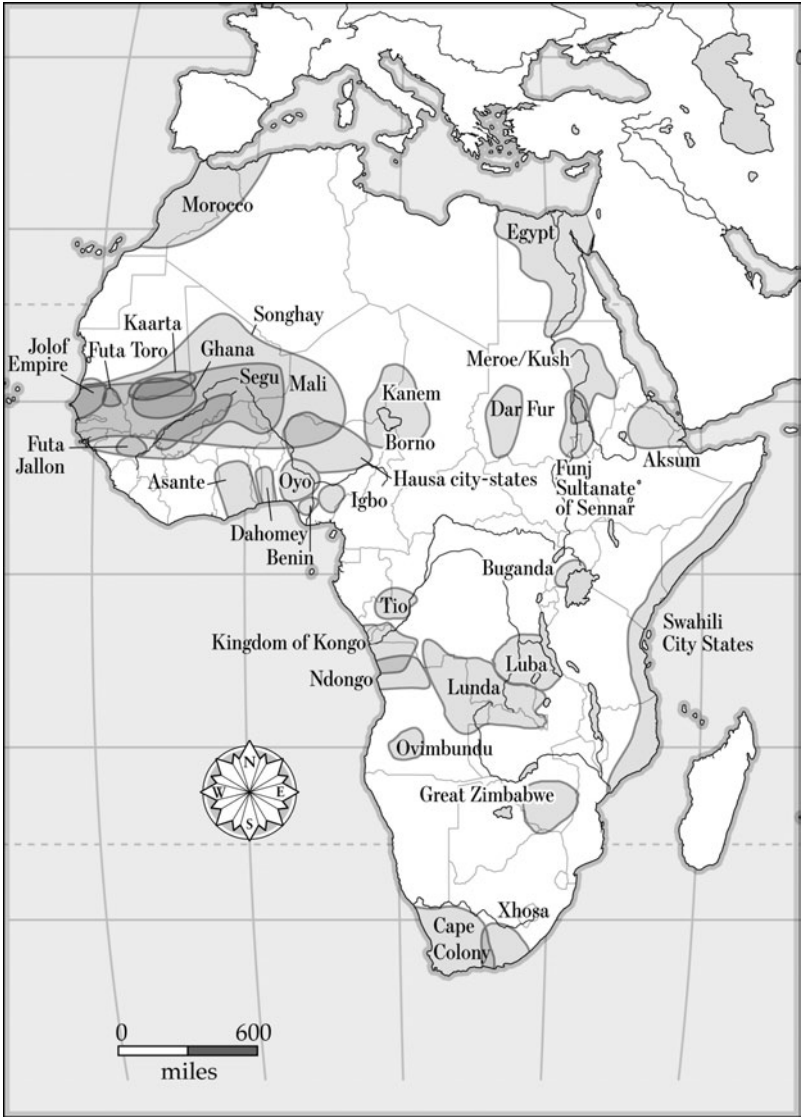 Morocco
Egypt
Songhay
Kaarta
Jolof
Empire
Futa Toro
Ghana
Segu
Mali
Meroe/Kush
Kanem
Dar Fur
Borno
Futa
Jallon
Asante
Oyo
Hausa city-states
Igbo
Funj
Sultanate
of Sennar
Aksum
Dahomey
Benin
Buganda
Tio
Swahili
City States
Kingdom of Kongo
Luba
Ndongo
Lunda
Ovimbundu
N
W
E
S
Great Zimbabwe
Xhosa
Cape
Colony
0
600
miles